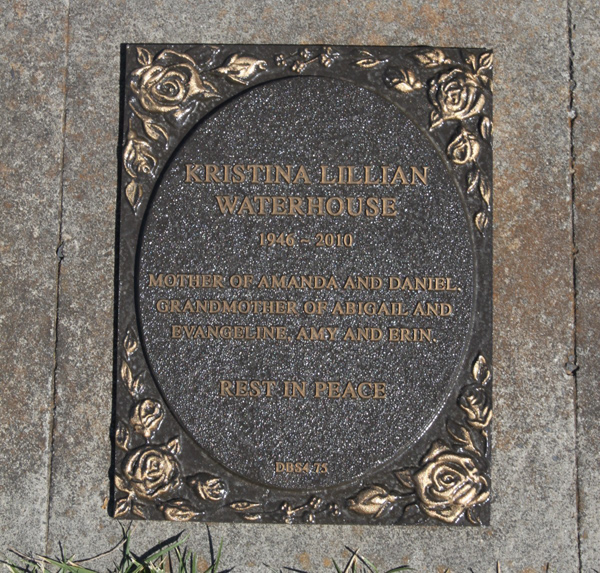 KRISTINA LILLIAN
WATERHOUSE
1946 ~ 2010
MOTHER OF AMANDA AND DANIEL,
GRANDMOTHER OF ABIGAIL AND
EVANGELINE, AMY AND ERIN.
REST IN PEACE
DBS4.75